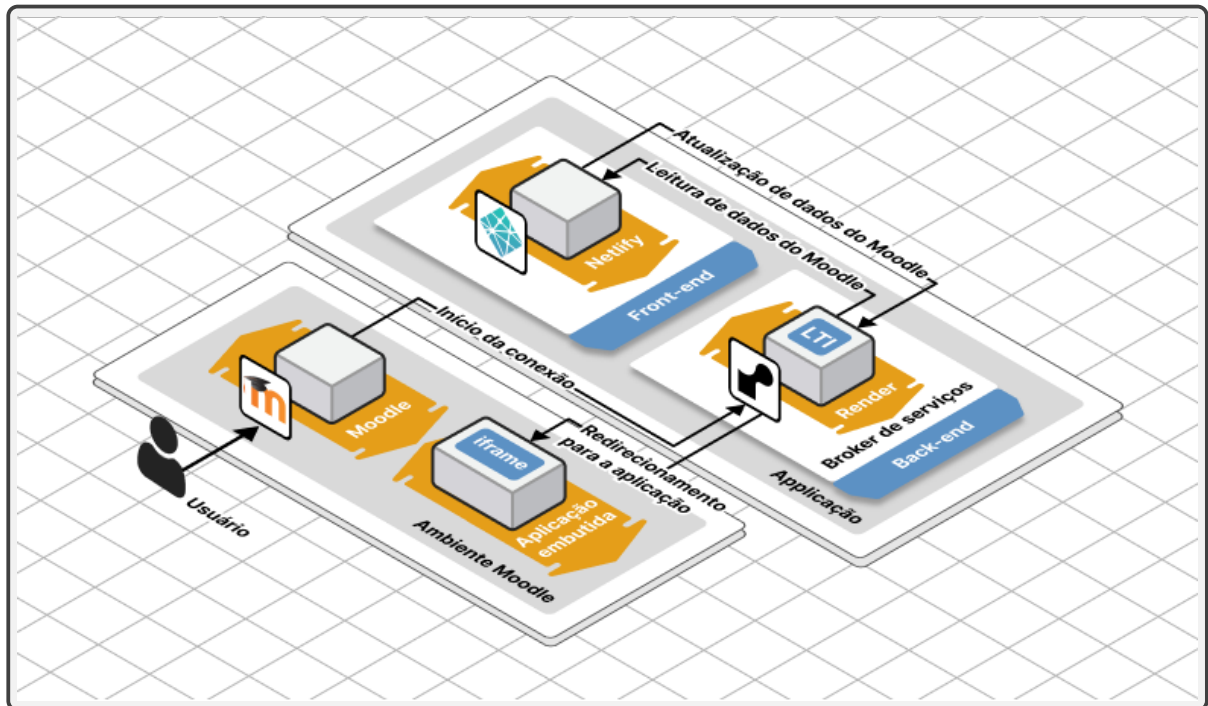 Atualização de dados do Moodle
Leitura de dados do Moodle
Netlify
Front-end
LTI
Render
Broker de serviços
Back-end
Applicação
Início da conexão
m
Moodle
iframe
Redirecionamento
para a aplicação
Aplicação
embutida
Ambiente Moodle
Usuário